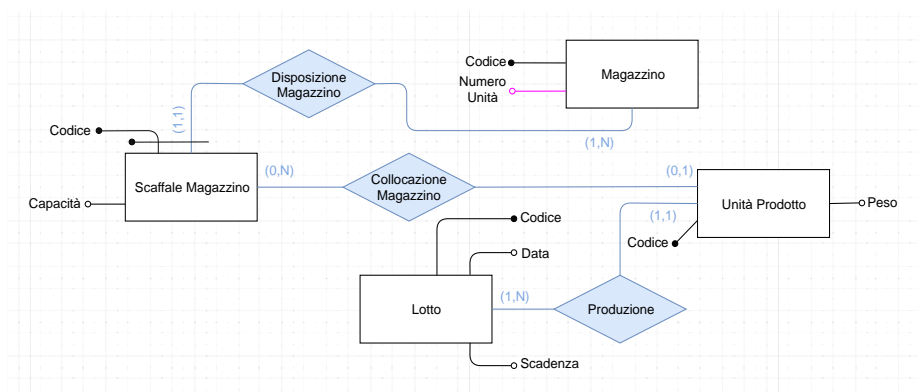 Codice
Magazzino
Numero
Unità
Disposizione
Magazzino
(1,1)
(1,N)
Codice
Scaffale Magazzino
(0,N)
Collocazione
Magazzino
(0,1)
Unità Prodotto
Peso
Capacità
Codice
(1,1)
Codice
Data
Lotto
(1,N)
Produzione
Scadenza